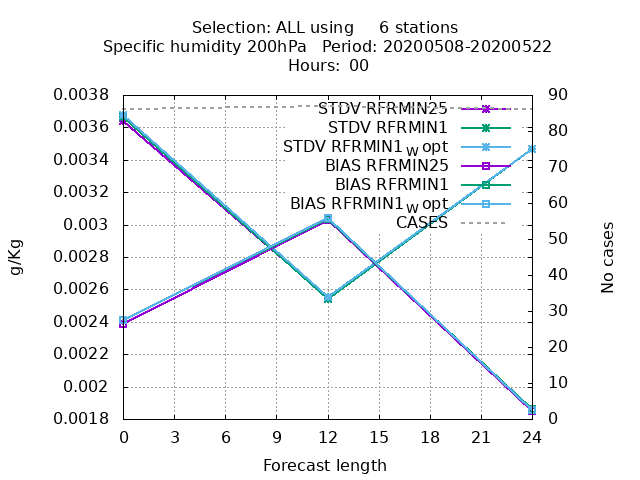 Selection: ALL using 6 stations
Specific humidity 200hPa Period: 20200508-20200522
Hours: 00
0.0038
0.0036
0.0034
0.0032
0.003
0.0028
0.0026
0.0024
0.0022
0.002
0.0018
g/Kg
STDV RFRMIN25
STDV RFRMIN1_W opt
STDV RFRMIN1
BIAS RFRMIN25
BIAS RFRMIN1
BIAS RFRMIN1_W opt
CASES
90
80
70
60
50
40
30
20
10
0
No cases
0 3 6 9 12 15 18 21 24
Forecast length